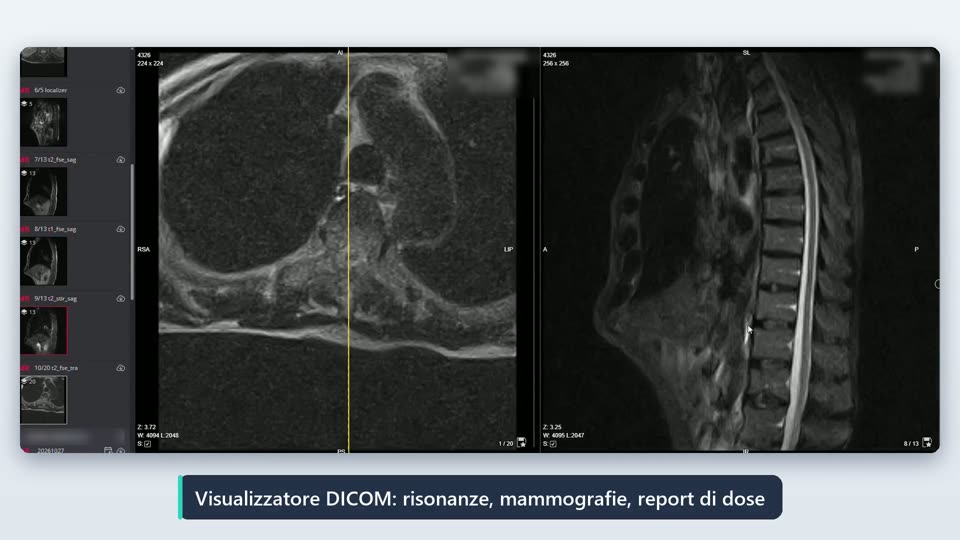 6/5 localizer
5
7/13 t2_fse_sag
13
8/13 t1_fse_sag
13
9/13 t2_stir_sag
13
10/20 t2_fse_tra
20
20261027
4326
224 x 224
AI
RSA
LIP
Z: 3.72
W: 4094 L:2048
S:
1 / 20
PS
4326
256 x 256
SL
A
P
Z: 3.25
W: 4095 L:2047
S:
8 / 13
IR
Visualizzatore DICOM: risonanze, mammografie, report di dose